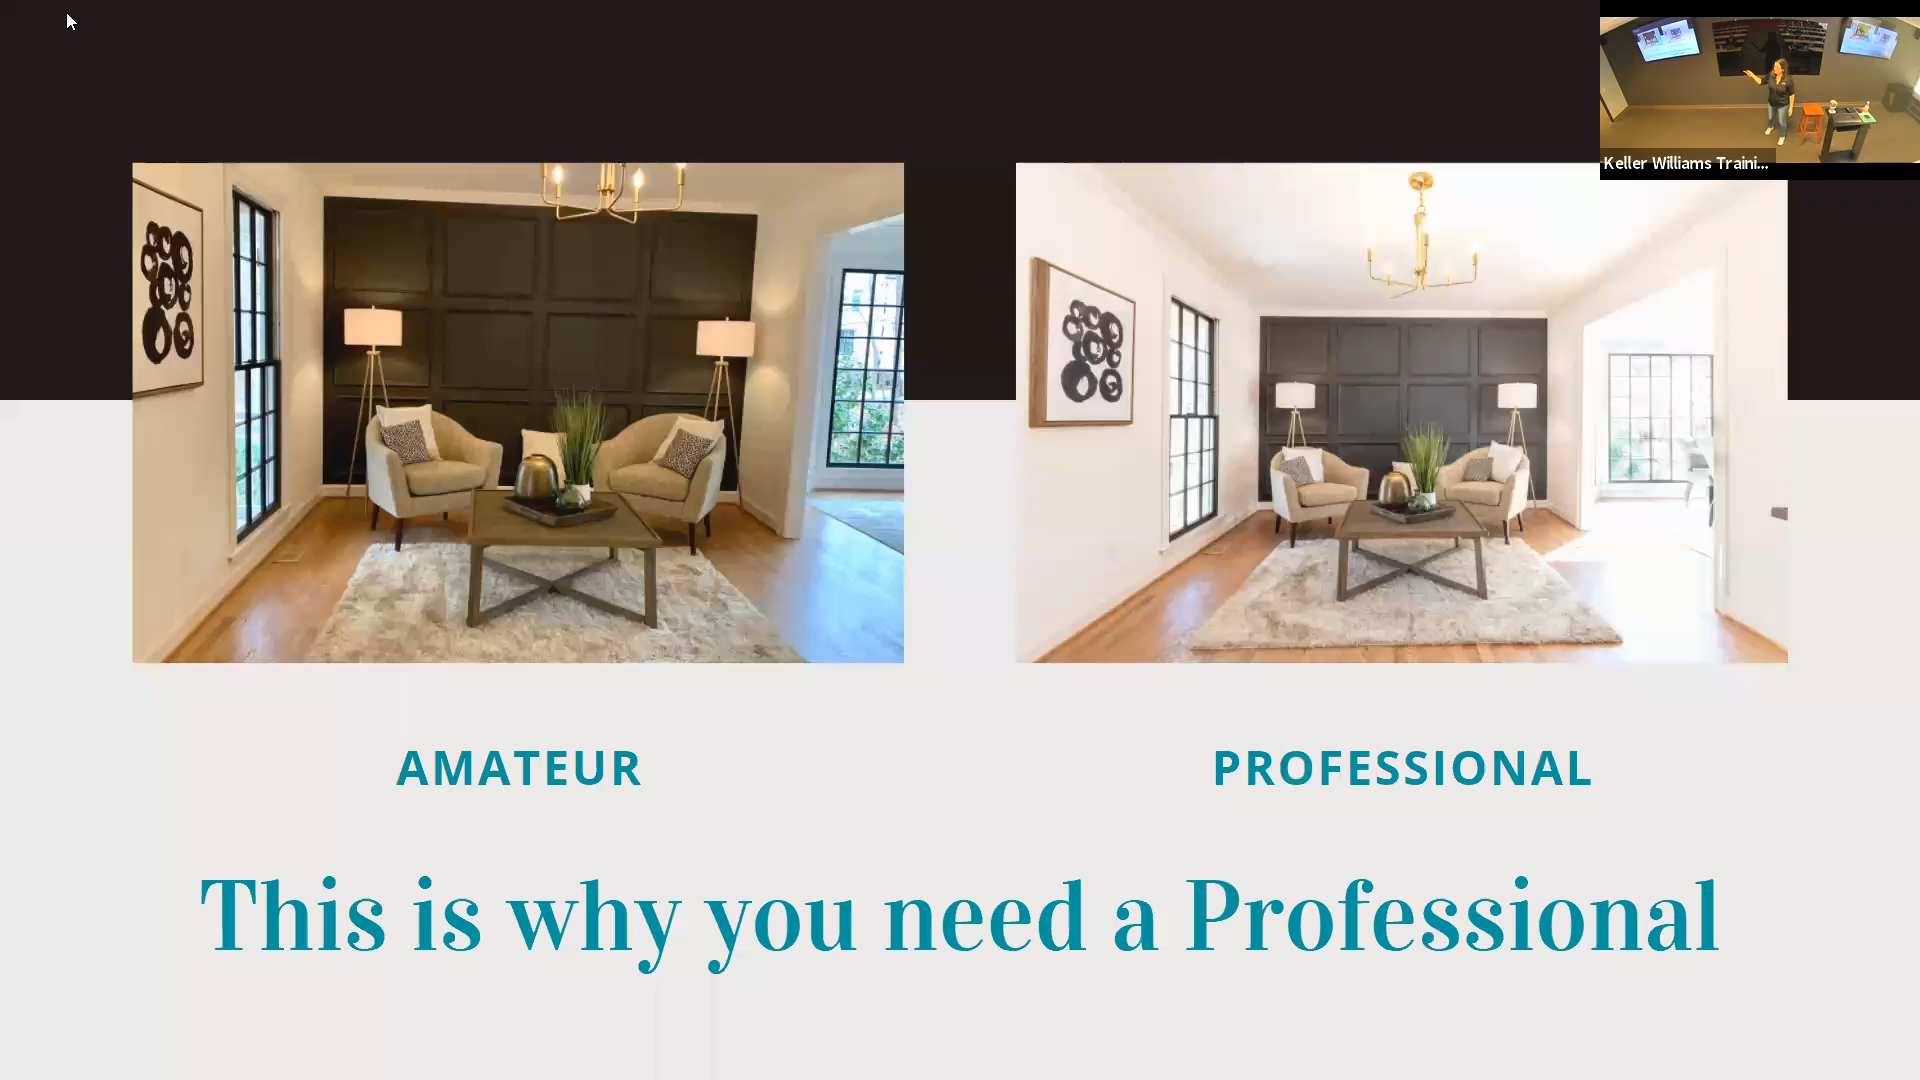 Keller Williams Traini...
AMATEUR
PROFESSIONAL
This is why you need a Professional